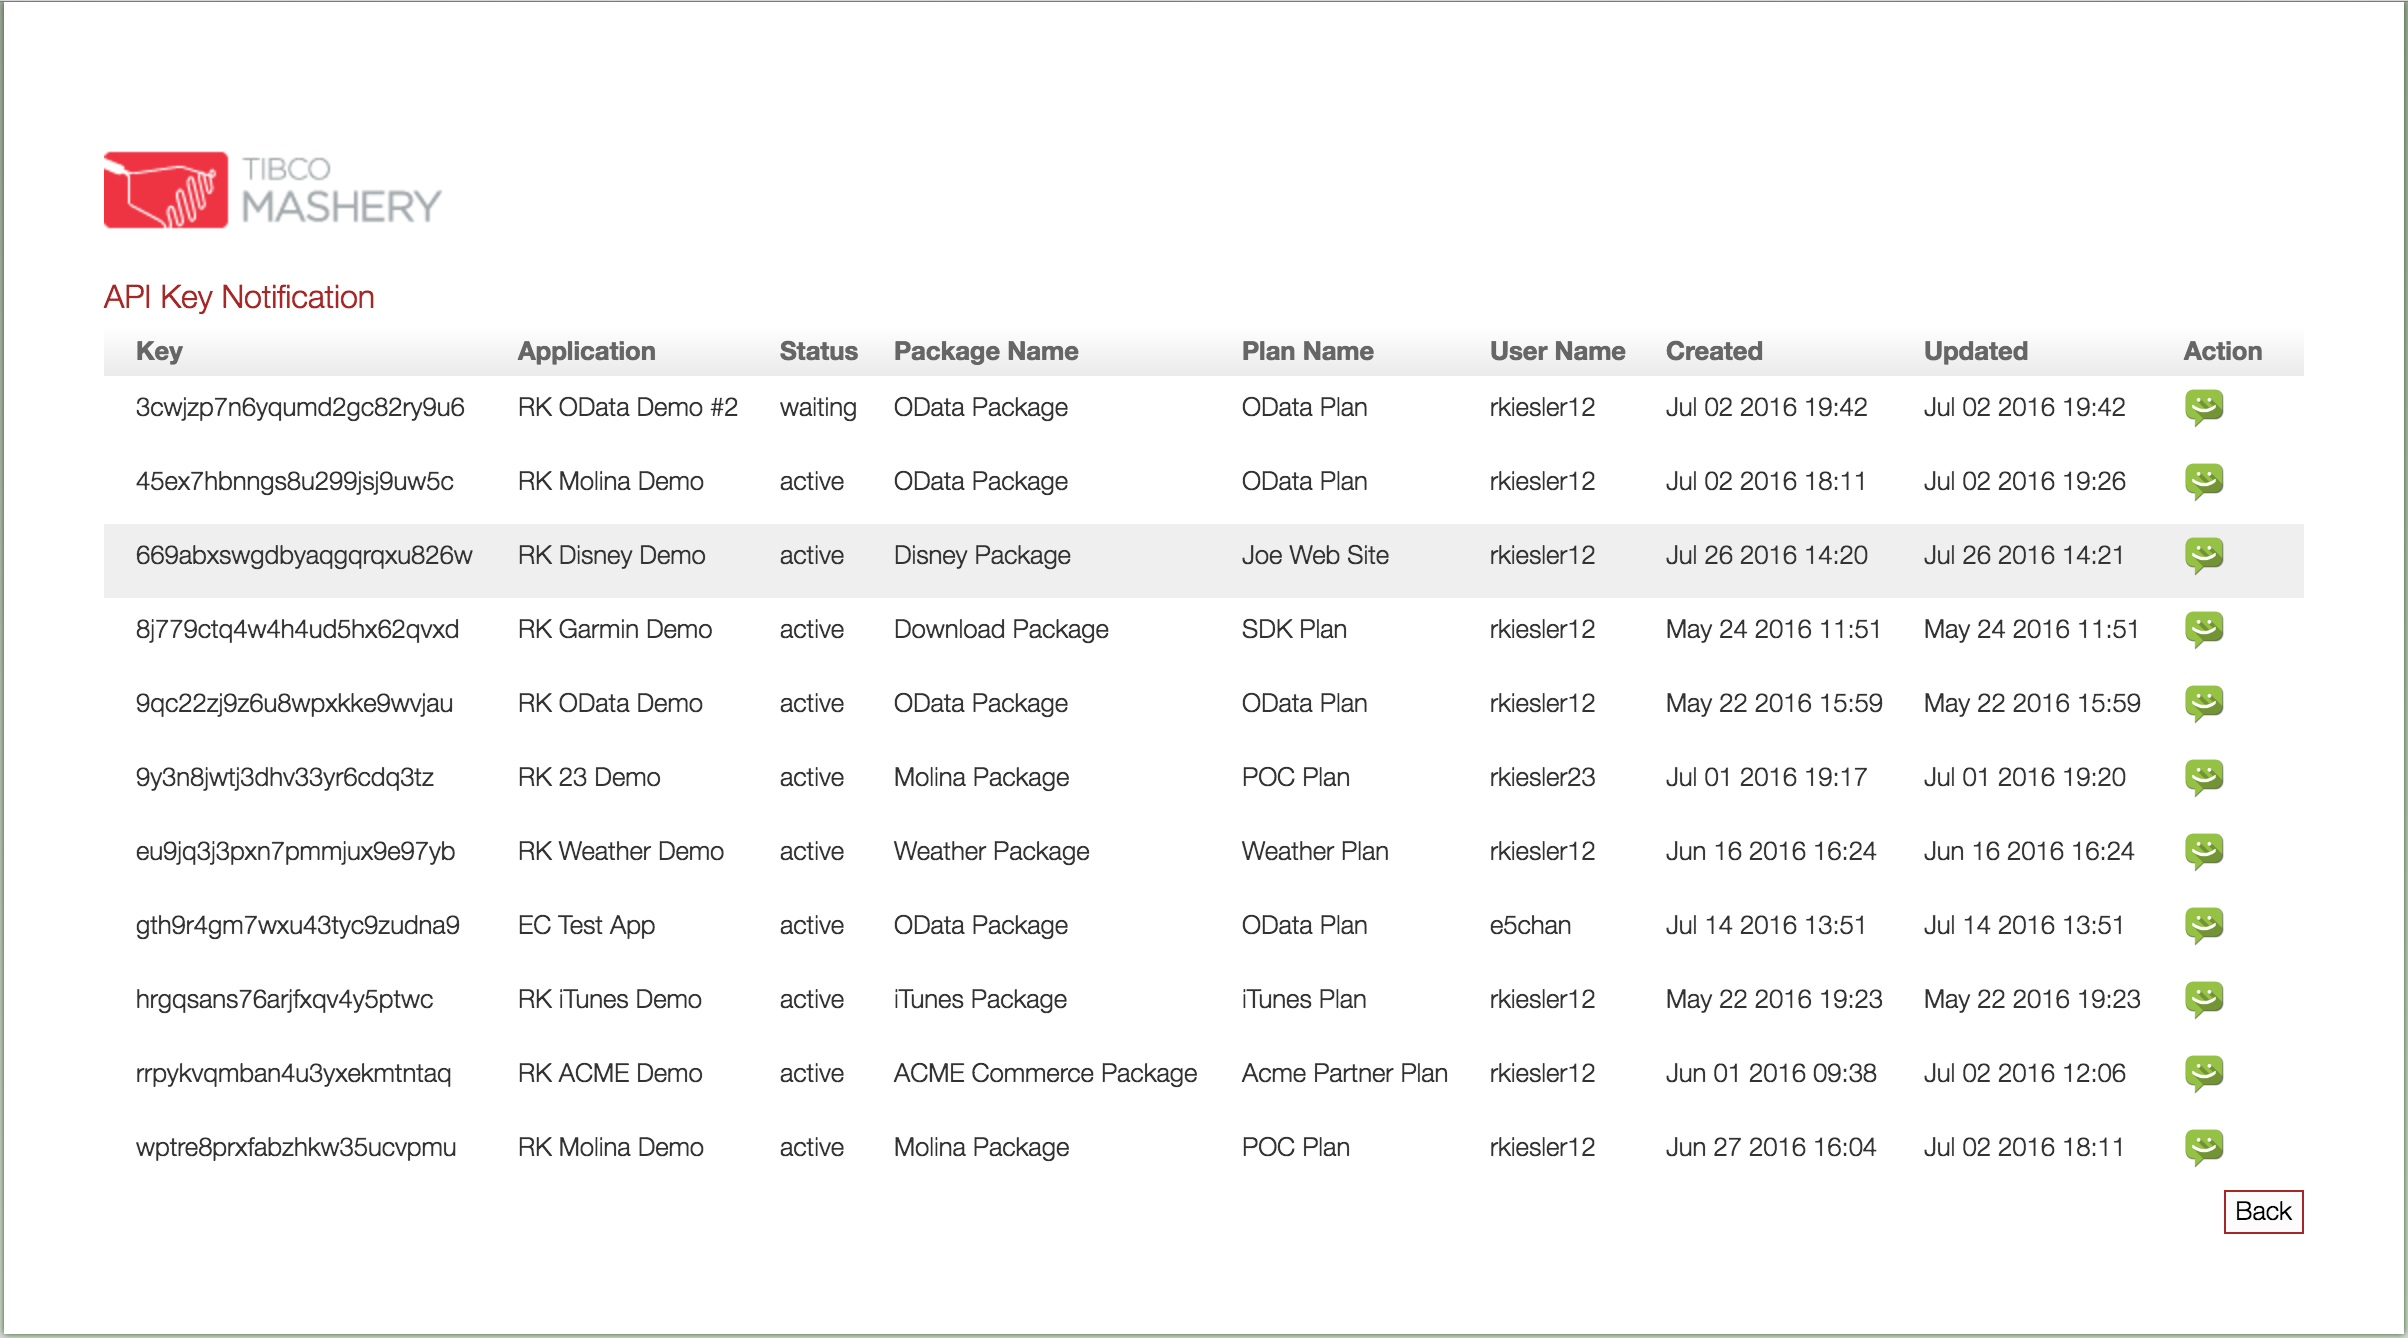 TIBCO
MASHERY
API Key Notification
Key Application Status Package Name Plan Name User Name Created Updated Action
3cwjzp7n6yqumd2gc82ry9u6 RK OData Demo #2 waiting OData Package OData Plan rkiesler12 Jul 02 2016 19:42 Jul 02 2016 19:42
45ex7hbnngs8u299jsj9uw5c RK Molina Demo active OData Package OData Plan rkiesler12 Jul 02 2016 18:11 Jul 02 2016 19:26
669abxswgdbyaqgqrqxu826w RK Disney Demo active Disney Package Joe Web Site rkiesler12 Jul 26 2016 14:20 Jul 26 2016 14:21
8j779ctq4w4h4ud5hx62qvxd RK Garmin Demo active Download Package SDK Plan rkiesler12 May 24 2016 11:51 May 24 2016 11:51
9qc22zj9z6u8wpxkke9wvjau RK OData Demo active OData Package OData Plan rkiesler12 May 22 2016 15:59 May 22 2016 15:59
9y3n8jwtj3dhv33yr6cdq3tz RK 23 Demo active Molina Package POC Plan rkiesler23 Jul 01 2016 19:17 Jul 01 2016 19:20
eu9jq3j3pxn7pmmjux9e97yb RK Weather Demo active Weather Package Weather Plan rkiesler12 Jun 16 2016 16:24 Jun 16 2016 16:24
gth9r4gm7wxu43tyc9zudna9 EC Test App active OData Package OData Plan e5chan Jul 14 2016 13:51 Jul 14 2016 13:51
hrgqsans76arjfxqv4y5ptwc RK iTunes Demo active iTunes Package iTunes Plan rkiesler12 May 22 2016 19:23 May 22 2016 19:23
rrpykvqmban4u3yxekmtntaq RK ACME Demo active ACME Commerce Package Acme Partner Plan rkiesler12 Jun 01 2016 09:38 Jul 02 2016 12:06
wptre8prxfabzhkw35ucvpmu RK Molina Demo active Molina Package POC Plan rkiesler12 Jun 27 2016 16:04 Jul 02 2016 18:11
Back